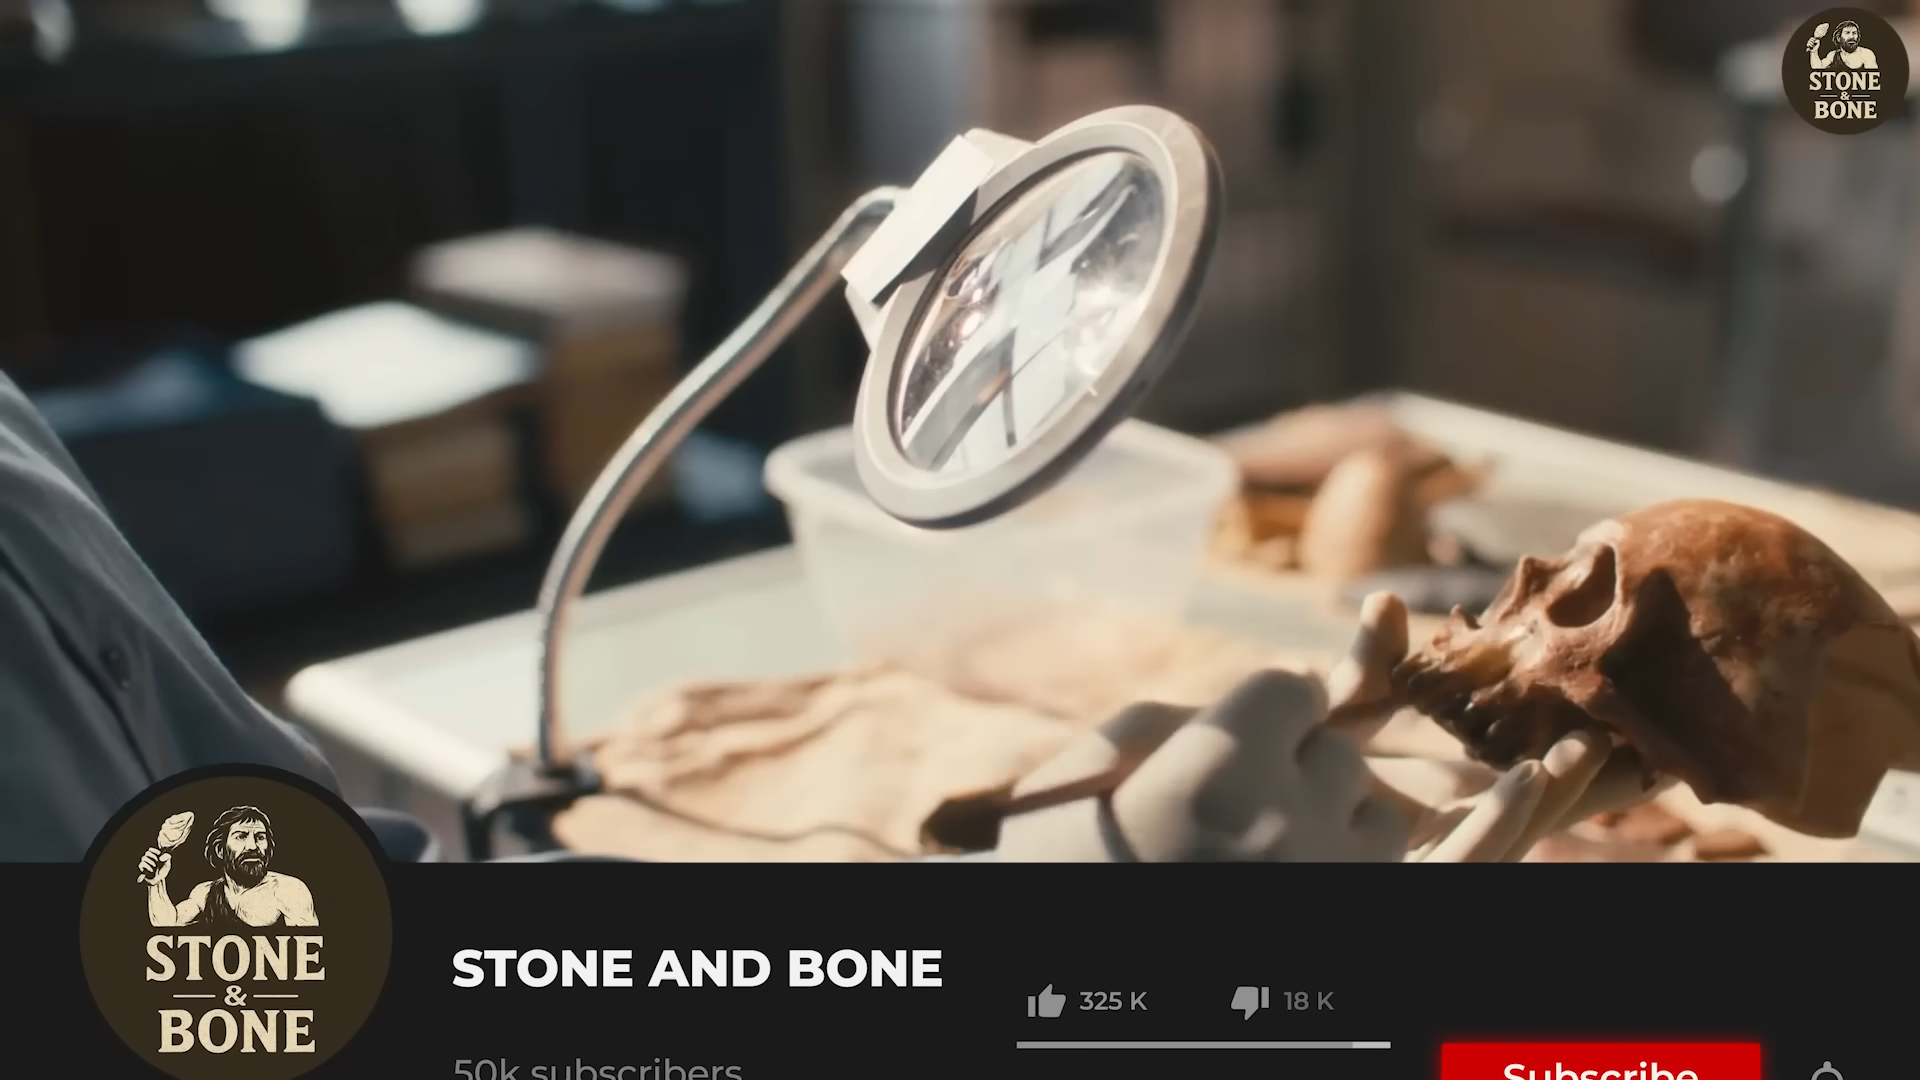 STONE
&
BONE
STONE
&
BONE
STONE AND BONE
325 K
18 K
50k subscribers
Subscribe